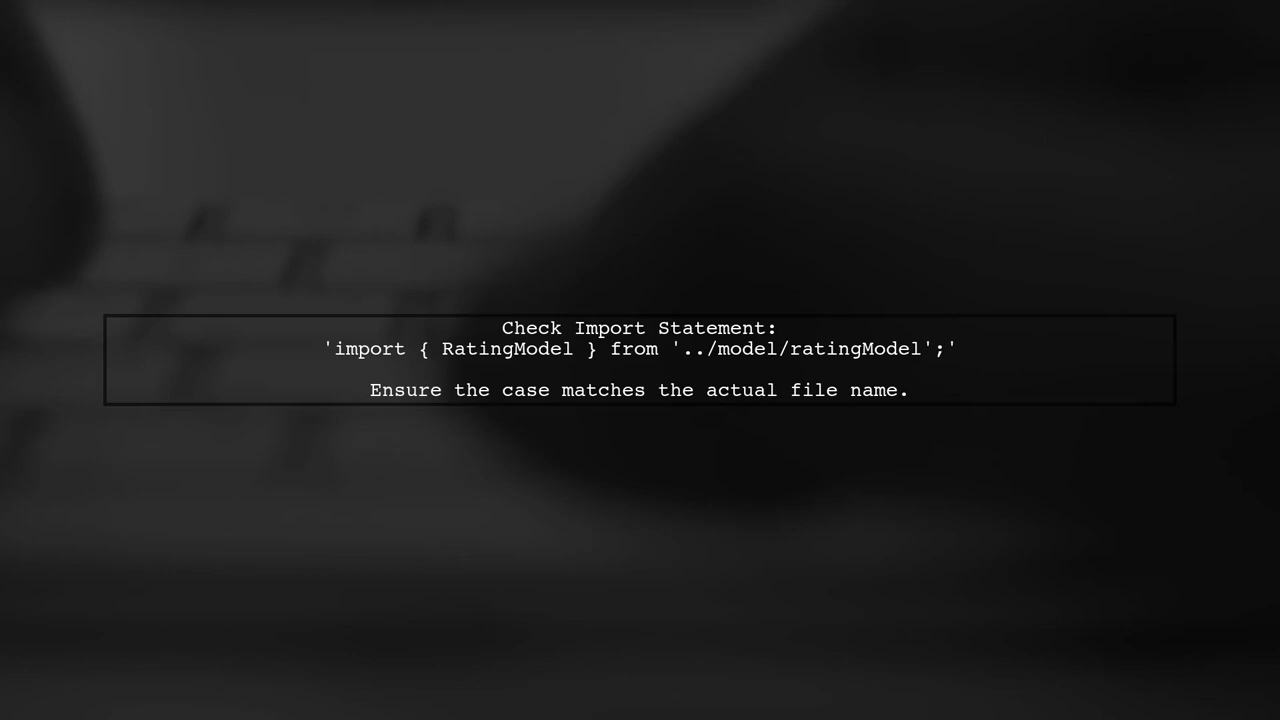 Check Import Statement:
'import { RatingModel } from '../model/ratingModel';'
Ensure the case matches the actual file name.